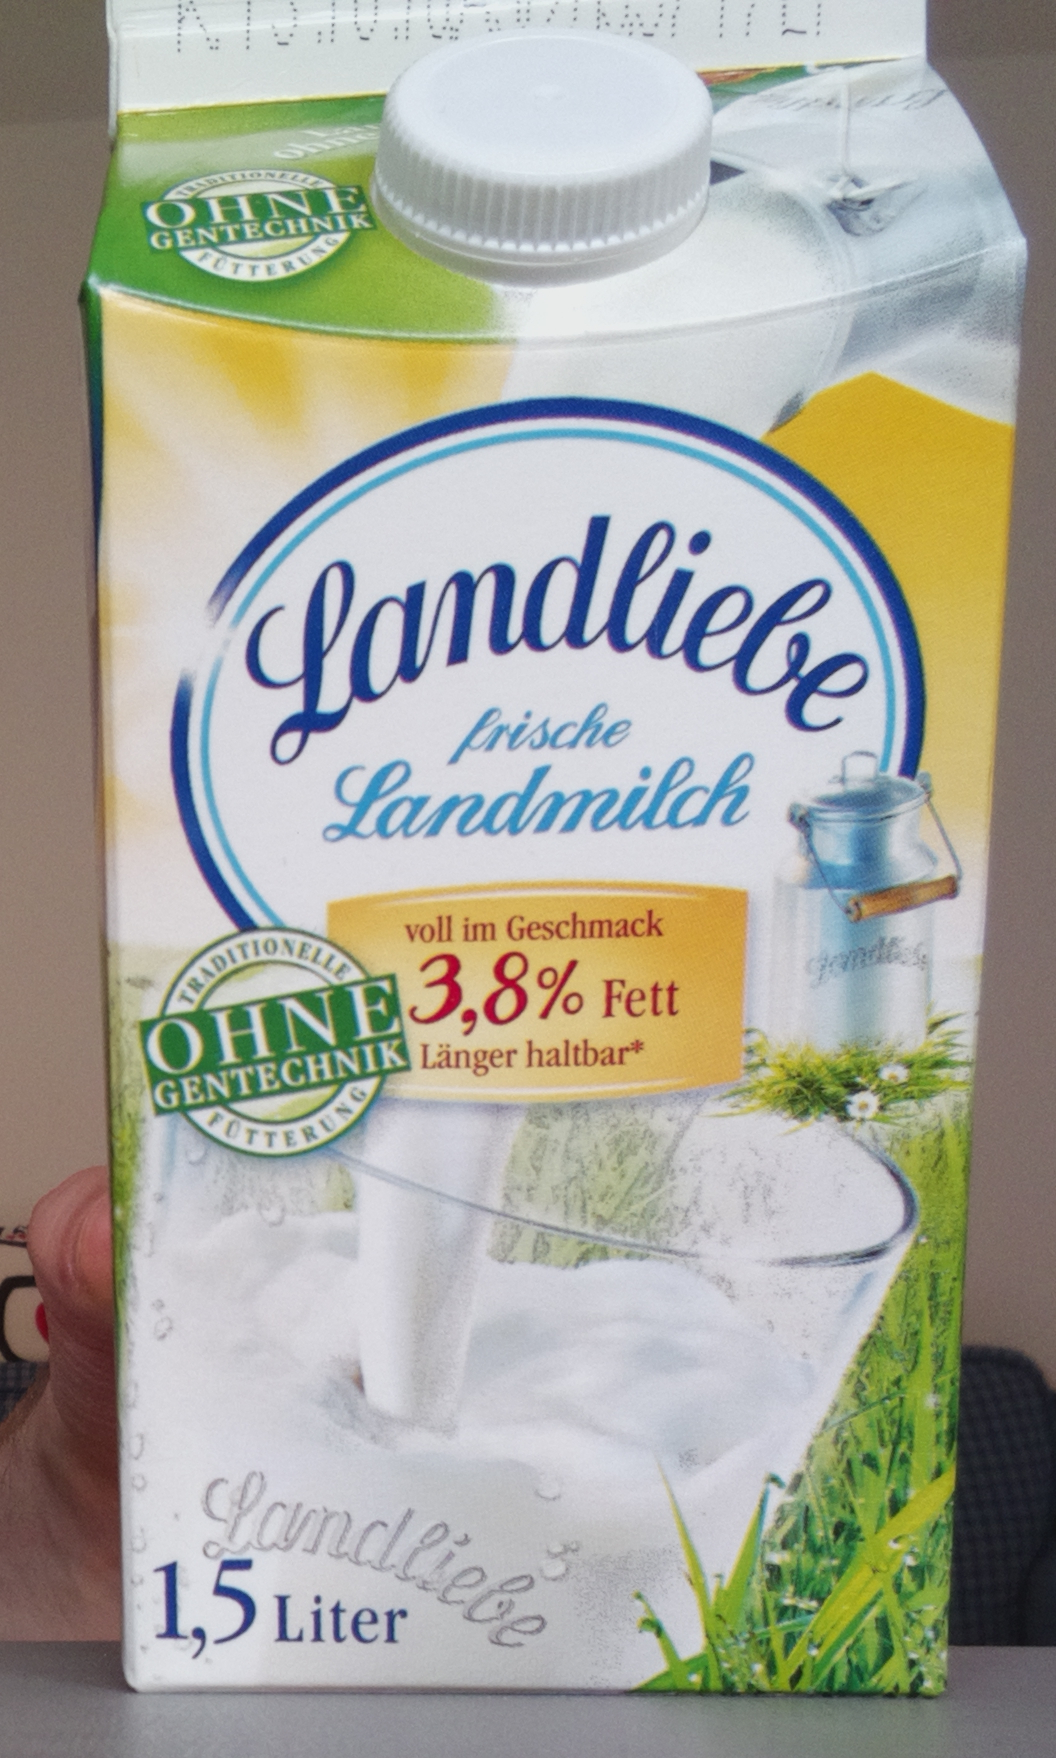 TRADITIONELLE
OHNE
GENTECHNIK
FÜTTERUNG
Landliebe
frische
Landmilch
voll im Geschmack
3,8% Fett
Länger haltbar*
Landliebe
TRADITIONELLE
OHNE
GENTECHNIK
FÜTTERUNG
Landliebe
1,5 Liter